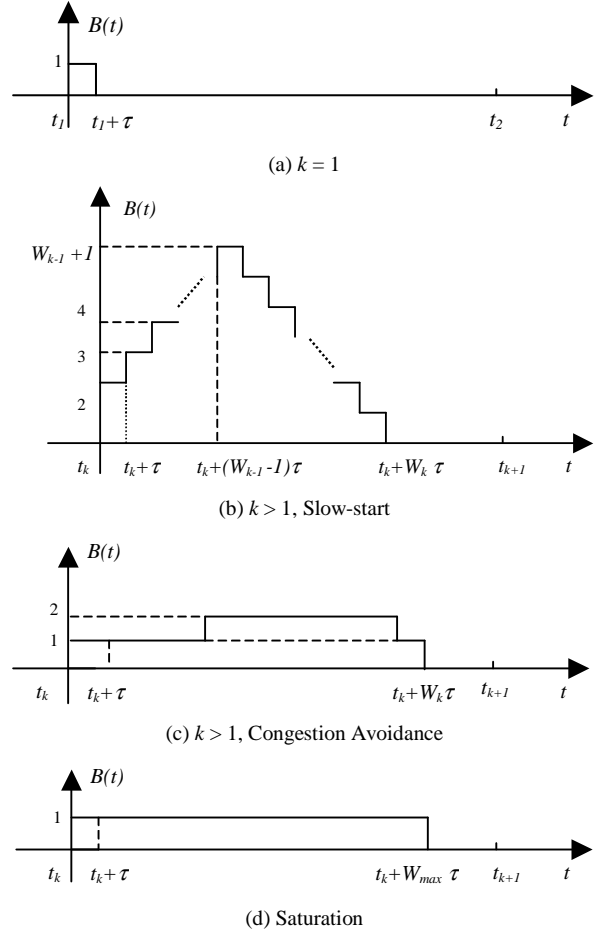 B(t)
1
t₁ t₁+ τ t₂ t
(a) k = 1
B(t)
Wₖ₋₁ +1
4
3
2
tₖ tₖ+ τ tₖ+(Wₖ₋₁ -1)τ tₖ+Wₖ τ tₖ₊₁ t
(b) k > 1, Slow-start
B(t)
2
1
tₖ tₖ+ τ tₖ+Wₖ τ tₖ₊₁ t
(c) k > 1, Congestion Avoidance
B(t)
1
tₖ tₖ+ τ tₖ+Wₘₐₓ τ tₖ₊₁ t
(d) Saturation